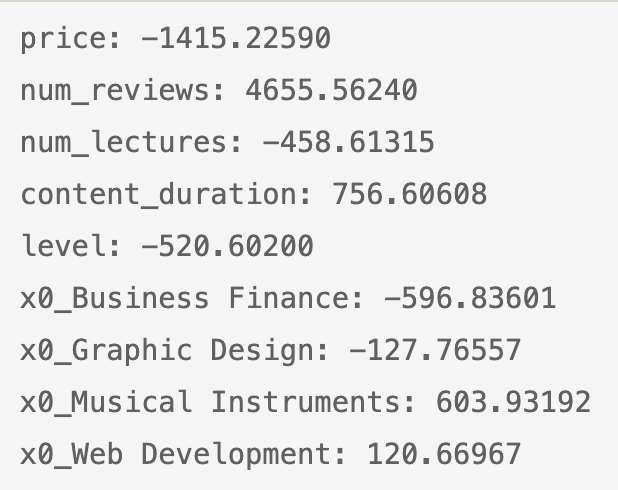 price: -1415.22590
num_reviews: 4655.56240
num_lectures: -458.61315
content_duration: 756.60608
level: -520.60200
x0_Business Finance: -596.83601
x0_Graphic Design: -127.76557
x0_Musical Instruments: 603.93192
x0_Web Development: 120.66967